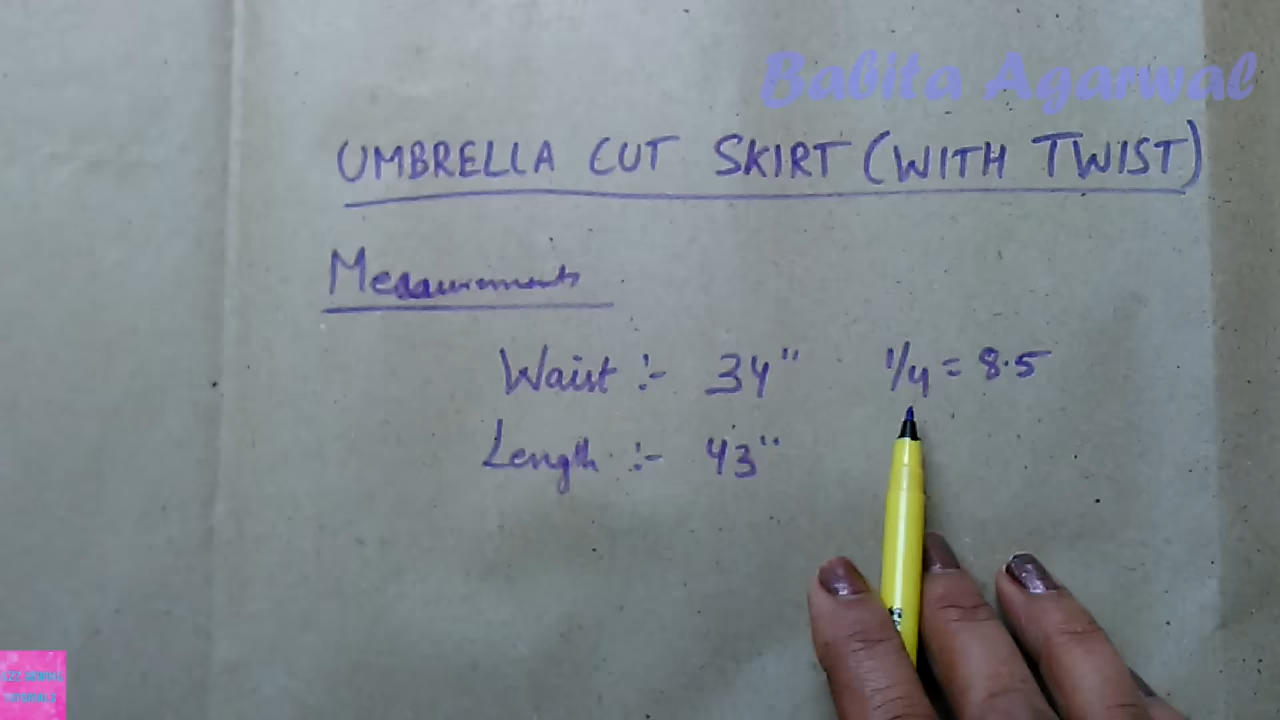 Babita Agarwal
UMBRELLA CUT SKIRT (WITH TWIST)
Measurements
Waist :- 34" 1/4 = 8.5
Length :- 43"